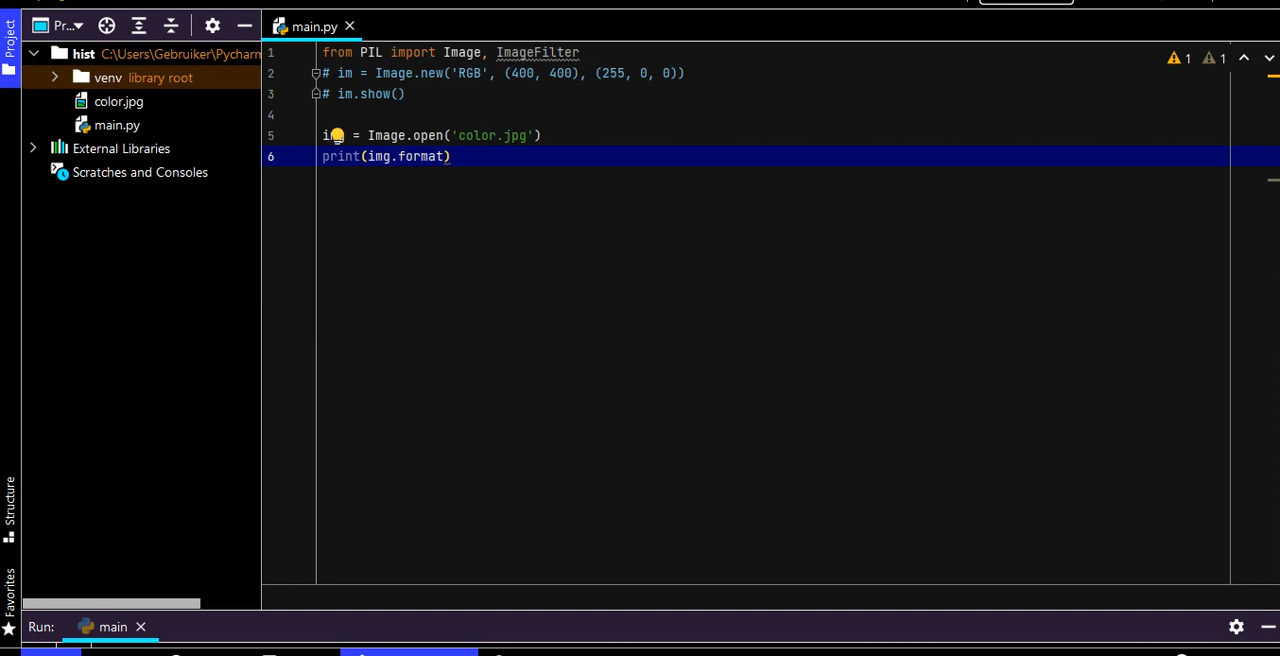 Project
Pr...
main.py
hist C:\Users\Gebruiker\Pycharm
venv library root
color.jpg
main.py
External Libraries
Scratches and Consoles
1 from PIL import Image, ImageFilter
2 # im = Image.new('RGB', (400, 400), (255, 0, 0))
3 # im.show()
4
5 = Image.open('color.jpg')
6 print(img.format)
1 1
Structure
Favorites
Run: main